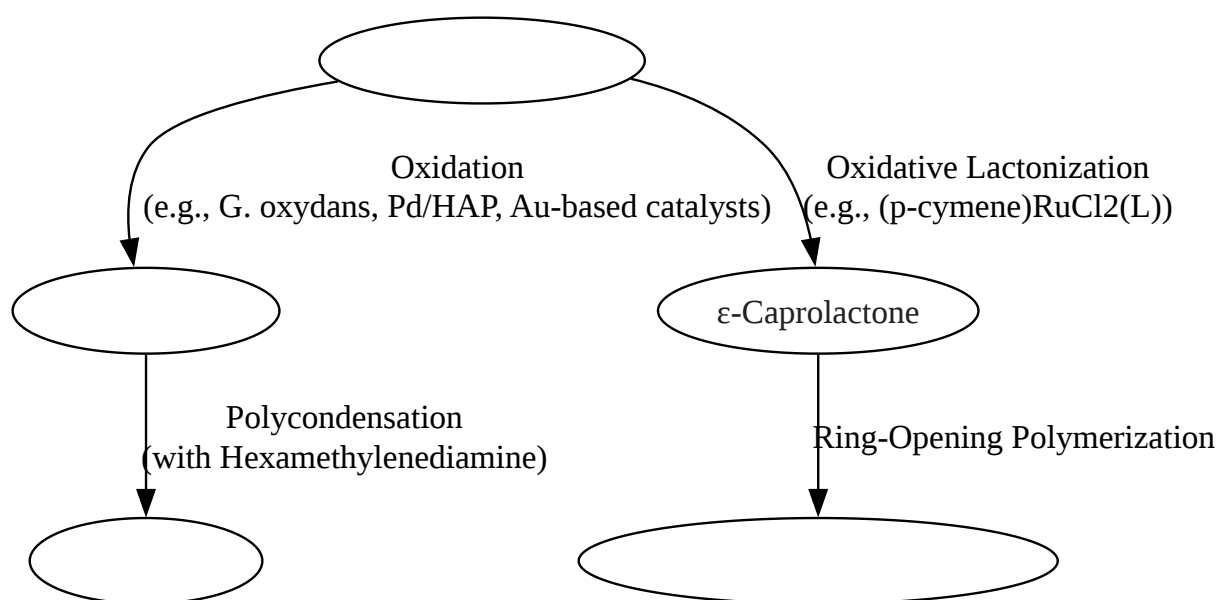 Oxidation
(e.g., G. oxydans, Pd/HAP, Au-based catalysts)
Oxidative Lactonization
(e.g., (p-cymene)RuCl2(L))
ε-Caprolactone
Polycondensation
(with Hexamethylenediamine)
Ring-Opening Polymerization